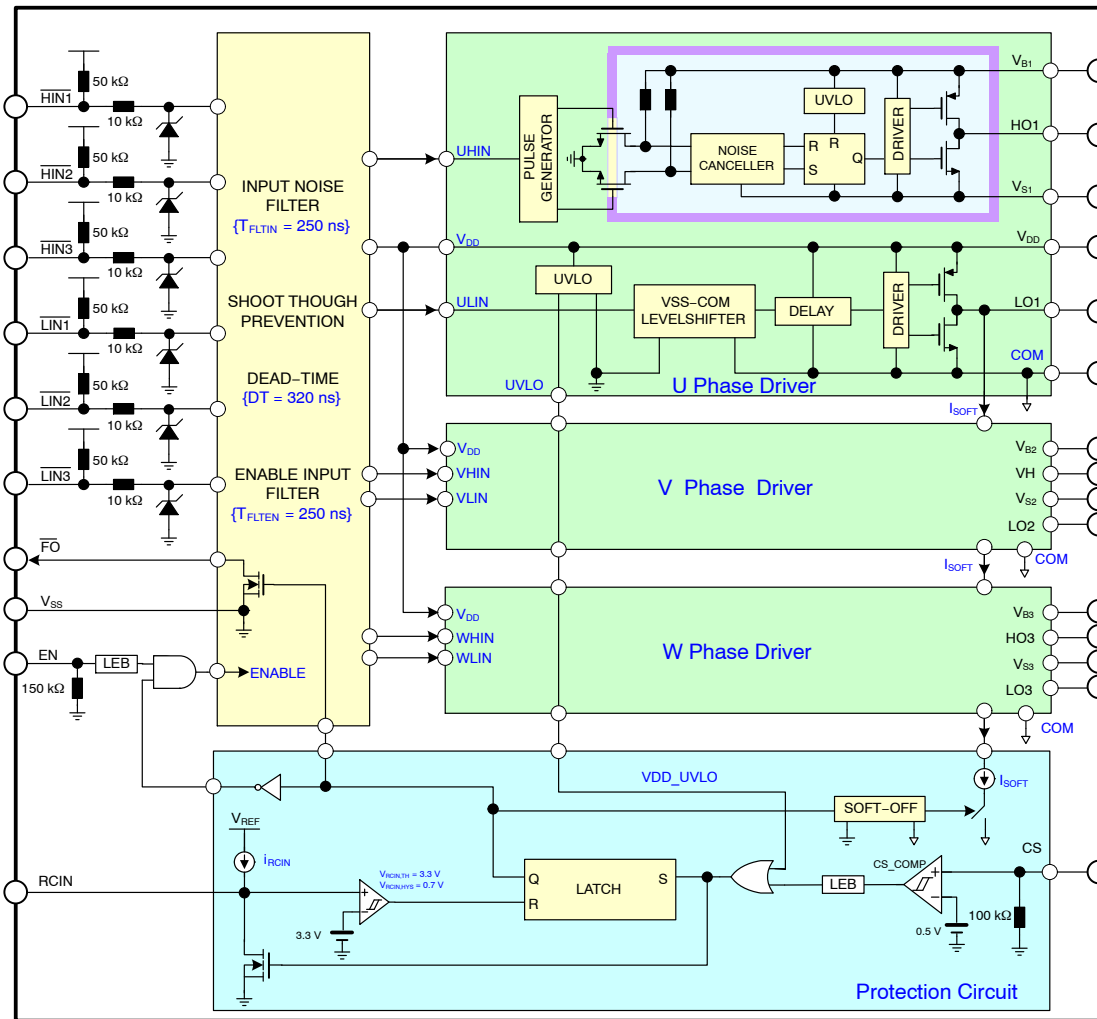 50 kΩ
HIN1
10 kΩ
50 kΩ
HIN2
10 kΩ
50 kΩ
HIN3
10 kΩ
50 kΩ
LIN1
10 kΩ
50 kΩ
LIN2
10 kΩ
50 kΩ
LIN3
10 kΩ
FO
VSS
EN
LEB
150 kΩ
ENABLE
INPUT NOISE
FILTER
{TFLTIN = 250 ns}
SHOOT THOUGH
PREVENTION
DEAD−TIME
{DT = 320 ns}
ENABLE INPUT
FILTER
{TFLTEN = 250 ns}
UHIN
PULSE
GENERATOR
NOISE
CANCELLER
UVLO
R
R
S
Q
DRIVER
VB1
HO1
VS1
VDD
VDD
UVLO
ULIN
VSS−COM
LEVELSHIFTER
DELAY
DRIVER
LO1
COM
U Phase Driver
UVLO
ISOFT
VDD
VHIN
VLIN
V Phase Driver
VB2
VH
VS2
LO2
COM
ISOFT
VDD
WHIN
WLIN
W Phase Driver
VB3
HO3
VS3
LO3
COM
VDD_UVLO
ISOFT
SOFT−OFF
VREF
iRCIN
RCIN
VRCIN,TH = 3.3 V
VRCIN,HYS = 0.7 V
3.3 V
Q
R
LATCH
S
LEB
CS_COMP
CS
0.5 V
100 kΩ
Protection Circuit